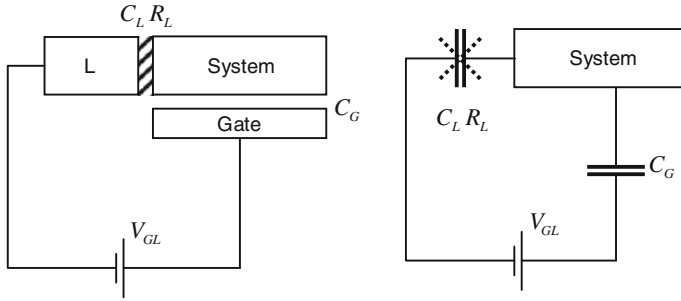 C_L R_L
L
System
Gate
C_G
V_GL
System
C_L R_L
C_G
V_GL